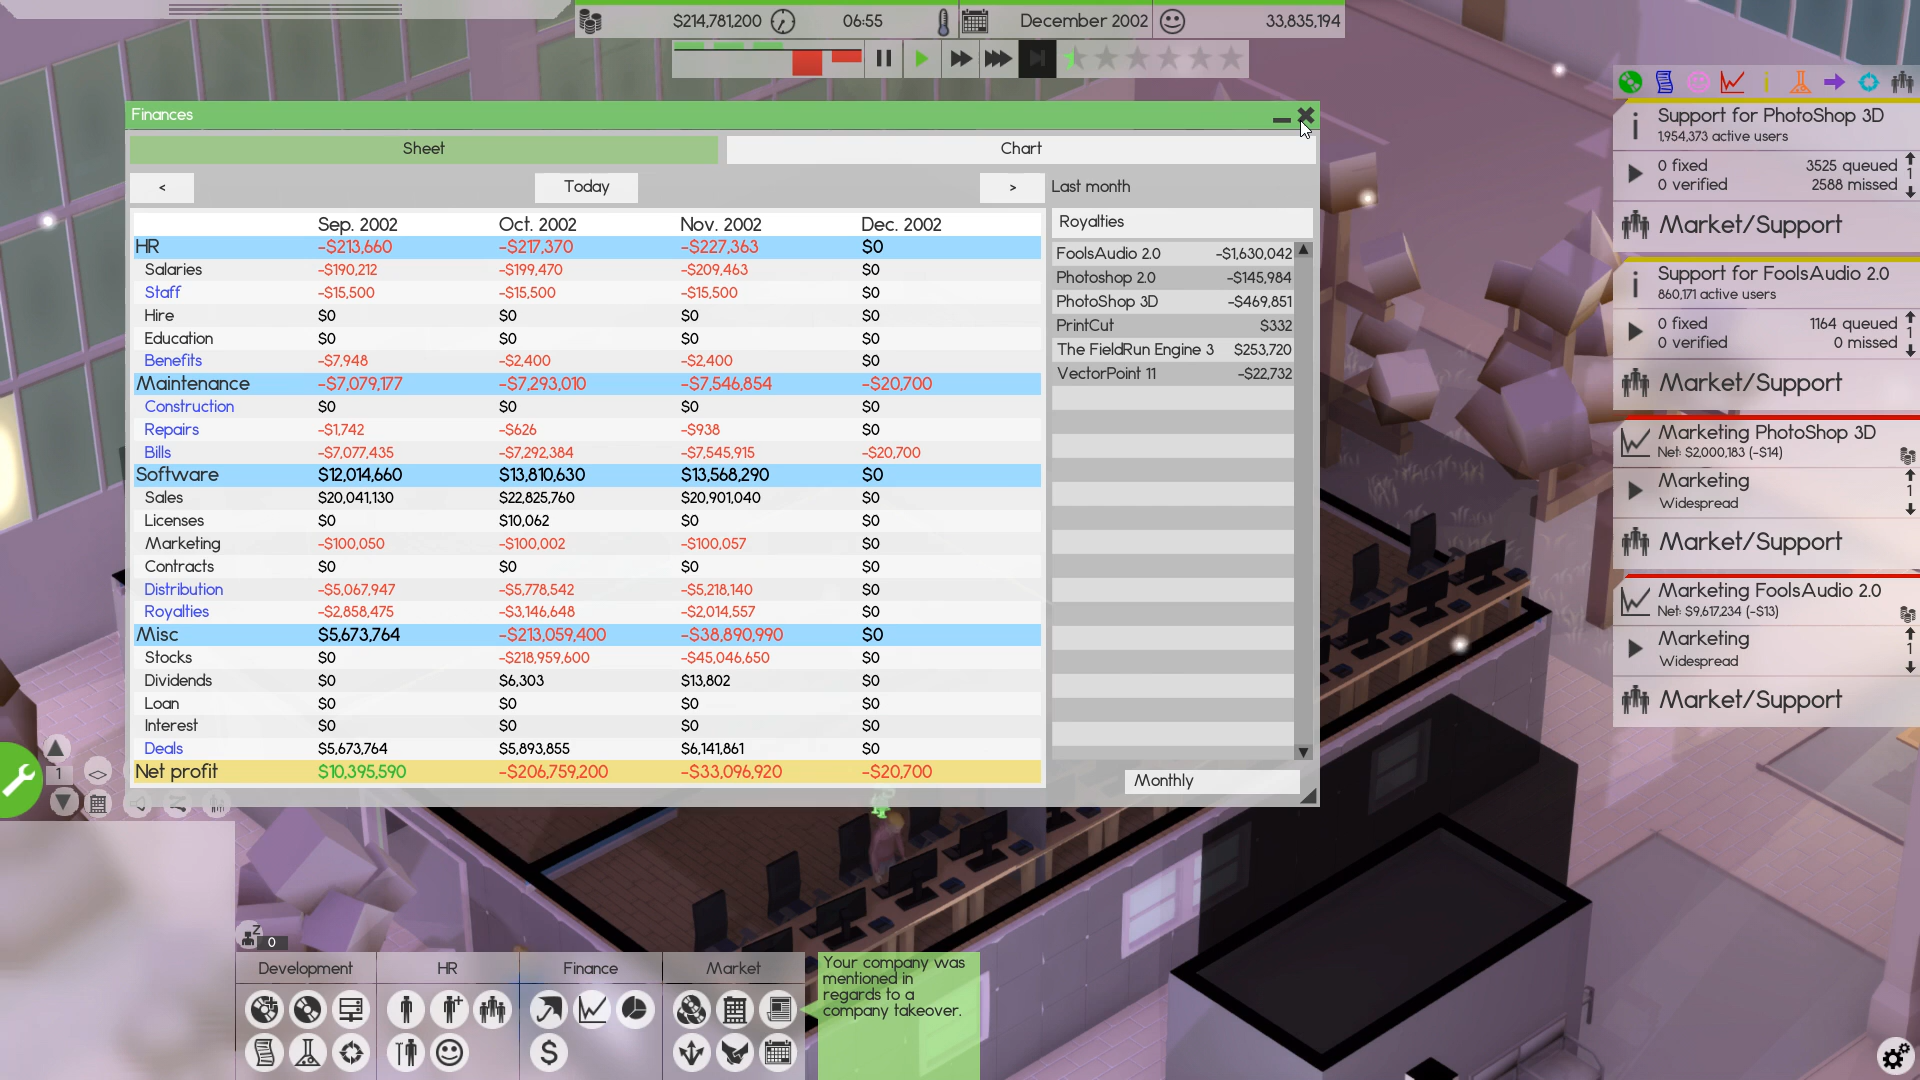 $214,781,200 06:55 December 2002 33,835,194
Finances
Sheet Chart
< Today > Last month
Sep. 2002 Oct. 2002 Nov. 2002 Dec. 2002
HR -$213,660 -$217,370 -$227,363 $0
Salaries -$190,212 -$199,470 -$209,463 $0
Staff -$15,500 -$15,500 -$15,500 $0
Hire $0 $0 $0 $0
Education $0 $0 $0 $0
Benefits -$7,948 -$2,400 -$2,400 $0
Maintenance -$7,079,177 -$7,293,010 -$7,546,854 -$20,700
Construction $0 $0 $0 $0
Repairs -$1,742 -$626 -$938 $0
Bills -$7,077,435 -$7,292,384 -$7,545,915 -$20,700
Software $12,014,660 $13,810,630 $13,568,290 $0
Sales $20,041,130 $22,825,760 $20,901,040 $0
Licenses $0 $10,062 $0 $0
Marketing -$100,050 -$100,002 -$100,057 $0
Contracts $0 $0 $0 $0
Distribution -$5,067,947 -$5,778,542 -$5,218,140 $0
Royalties -$2,858,475 -$3,146,648 -$2,014,557 $0
Misc $5,673,764 -$213,059,400 -$38,890,990 $0
Stocks $0 -$218,959,600 -$45,046,650 $0
Dividends $0 $6,303 $13,802 $0
Loan $0 $0 $0 $0
Interest $0 $0 $0 $0
Deals $5,673,764 $5,893,855 $6,141,861 $0
Net profit $10,395,590 -$206,759,200 -$33,096,920 -$20,700
Royalties
FoolsAudio 2.0 -$1,630,042
Photoshop 2.0 -$145,984
PhotoShop 3D -$469,851
PrintCut $332
The FieldRun Engine 3 $253,720
VectorPoint 11 -$22,732
Monthly
Support for PhotoShop 3D
1,954,373 active users
0 fixed 3525 queued
0 verified 2588 missed
1
Market/Support
Support for FoolsAudio 2.0
860,171 active users
0 fixed 1164 queued
0 verified 0 missed
1
Market/Support
Marketing PhotoShop 3D
Net: $2,000,183 (-$14)
Marketing
Widespread
1
Market/Support
Marketing FoolsAudio 2.0
Net: $9,617,234 (-$13)
Marketing
Widespread
1
Market/Support
1
Z
0
Development HR Finance Market
$
Your company was
mentioned in
regards to a
company takeover.